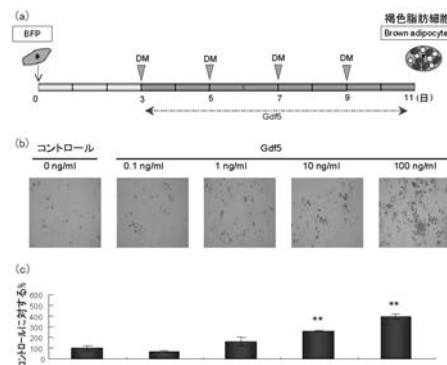 (a)
褐色脂肪細胞
BFP
Brown adipocyte
DM DM DM DM
0 3 5 7 9 11(日)
Gdf5
(b)
コントロール Gdf5
0 ng/ml 0.1 ng/ml 1 ng/ml 10 ng/ml 100 ng/ml
(c)
コントロールに対する%
600
500
400
300
200
100
0
** **